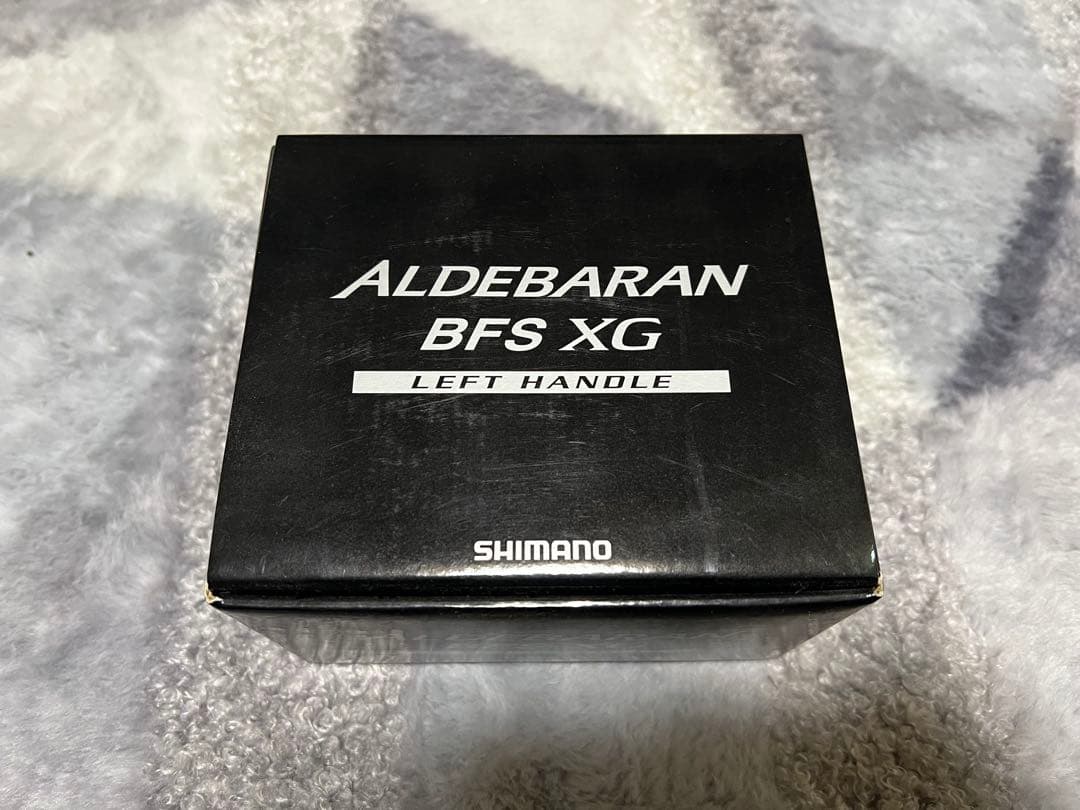 ALDEBARAN
BFS XG
LEFT HANDLE
SHIMANO